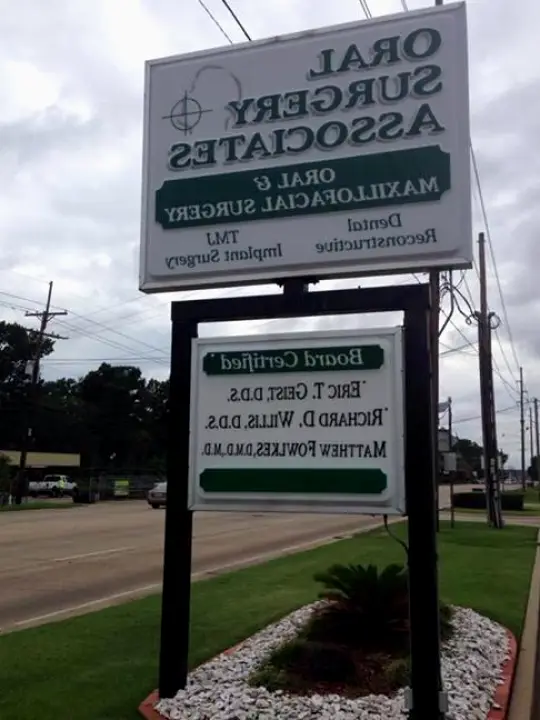 ORAL
SURGERY
ASSOCIATES
ORAL &
MAXILLOFACIAL SURGERY
Dental TMJ
Reconstructive Implant Surgery
Board Certified*
*ERIC T. GEIST, D.D.S.
*RICHARD D. WILLIS, D.D.S.
MATTHEW FOWLKES, D.M.D., M.D.